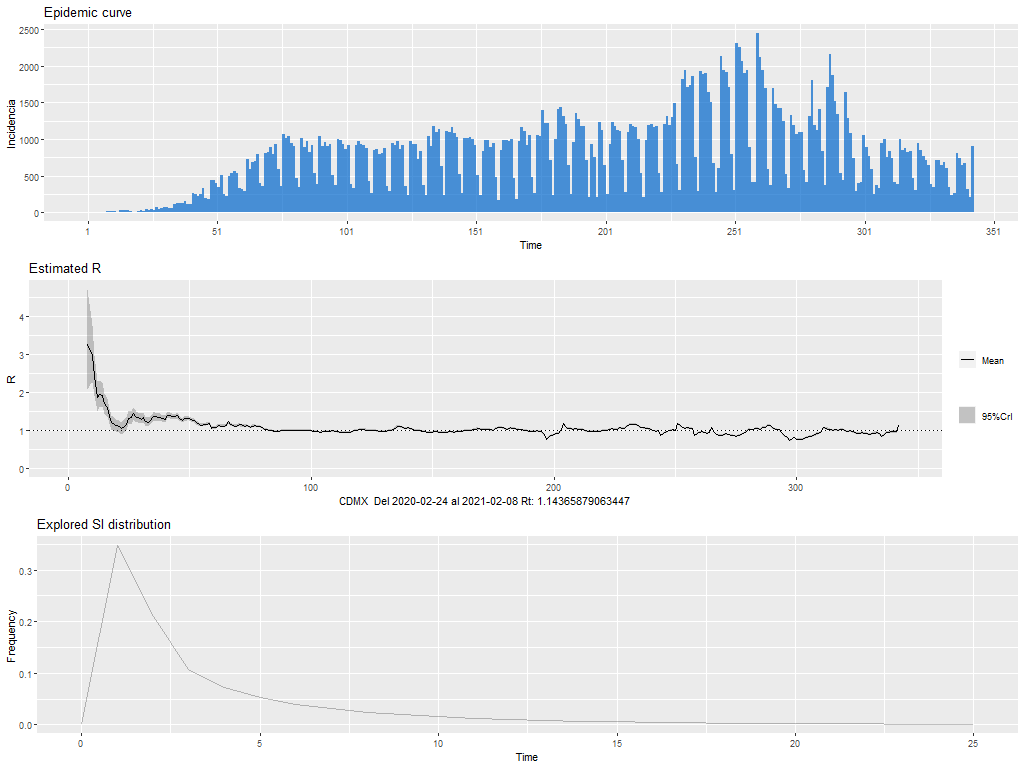 Epidemic curve
2500
2000
1500
1000
500
0
Incidencia
1 51 101 151 201 251 301 351
Time
Estimated R
4
3
2
1
0
R
Mean
95%CrI
0 100 200 300
CDMX Del 2020-02-24 al 2021-02-08 Rt: 1.14365879063447
Explored SI distribution
0.3
0.2
0.1
0.0
Frequency
0 5 10 15 20 25
Time